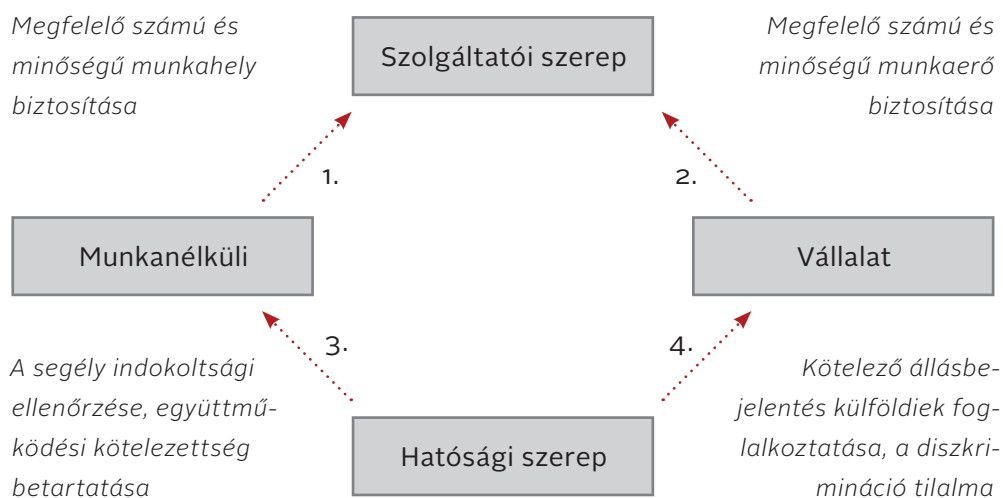 Megfelelő számú és
minőségű munkahely
biztosítása
Szolgáltatói szerep
Megfelelő számú és
minőségű munkaerő
biztosítása
1.
2.
Munkanélküli
Vállalat
3.
4.
A segély indokoltsági
ellenőrzése, együttmű-
ködési kötelezettség
betartatása
Hatósági szerep
Kötelező állásbe-
jelentés külföldiek fog-
lalkoztatása, a diszkri-
mináció tilalma